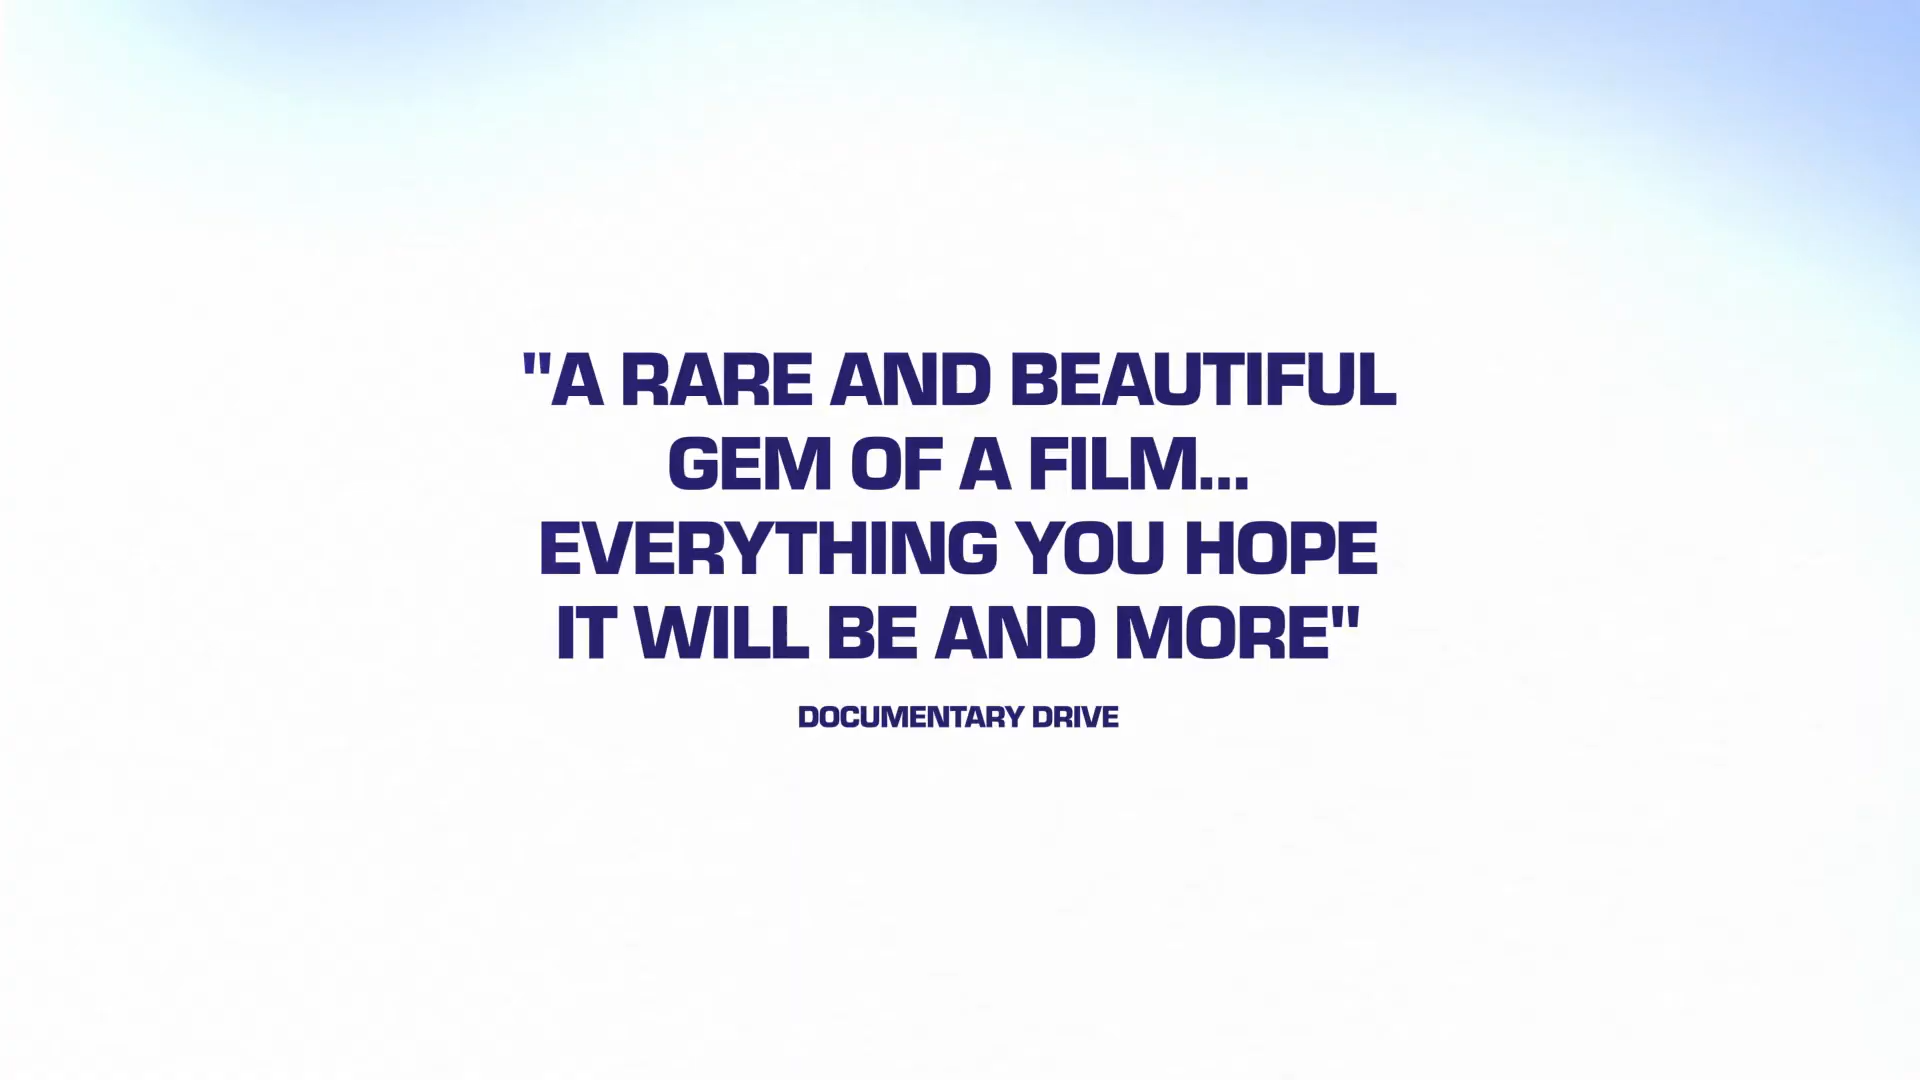 "A RARE AND BEAUTIFUL
GEM OF A FILM...
EVERYTHING YOU HOPE
IT WILL BE AND MORE"
DOCUMENTARY DRIVE